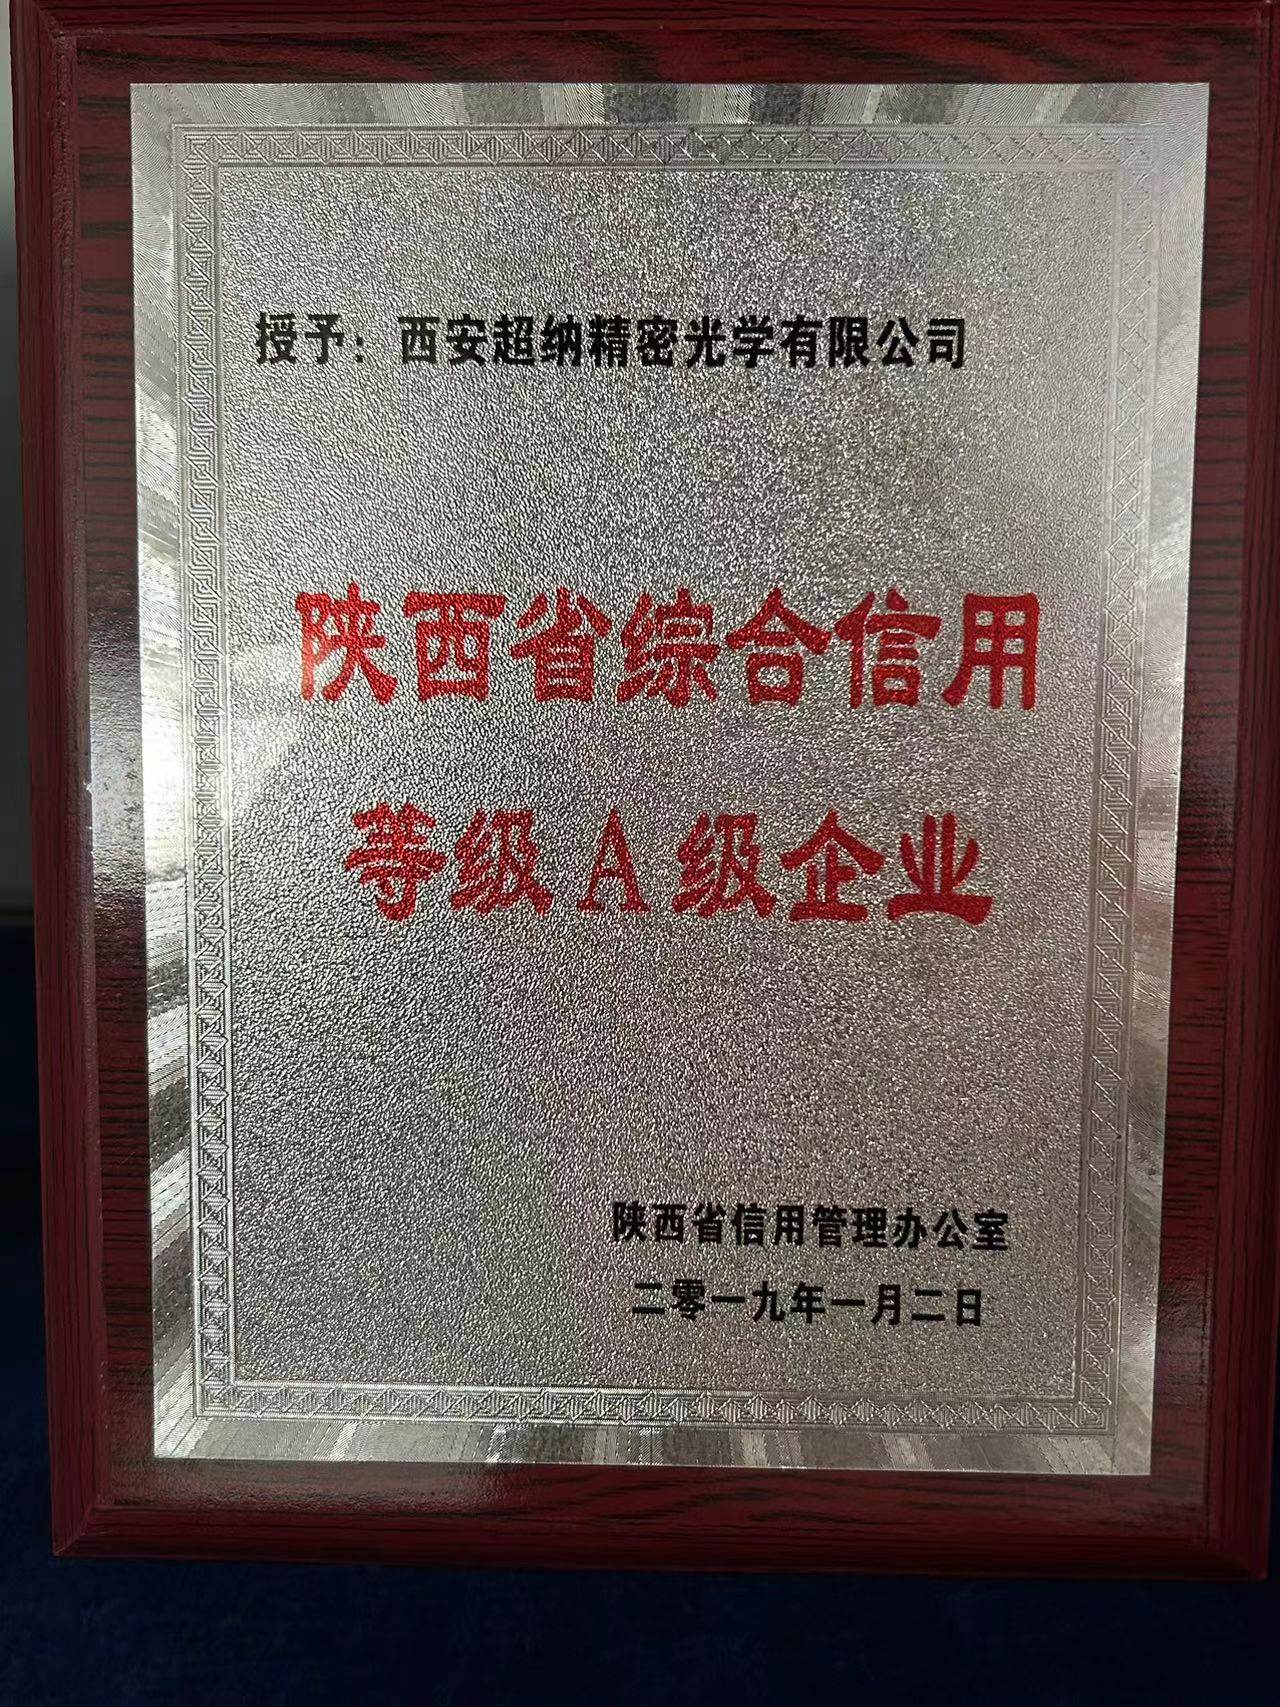 授予：西安超纳精密光学有限公司
陕西省综合信用
等级A级企业
陕西省信用管理办公室
二零一九年一月二日